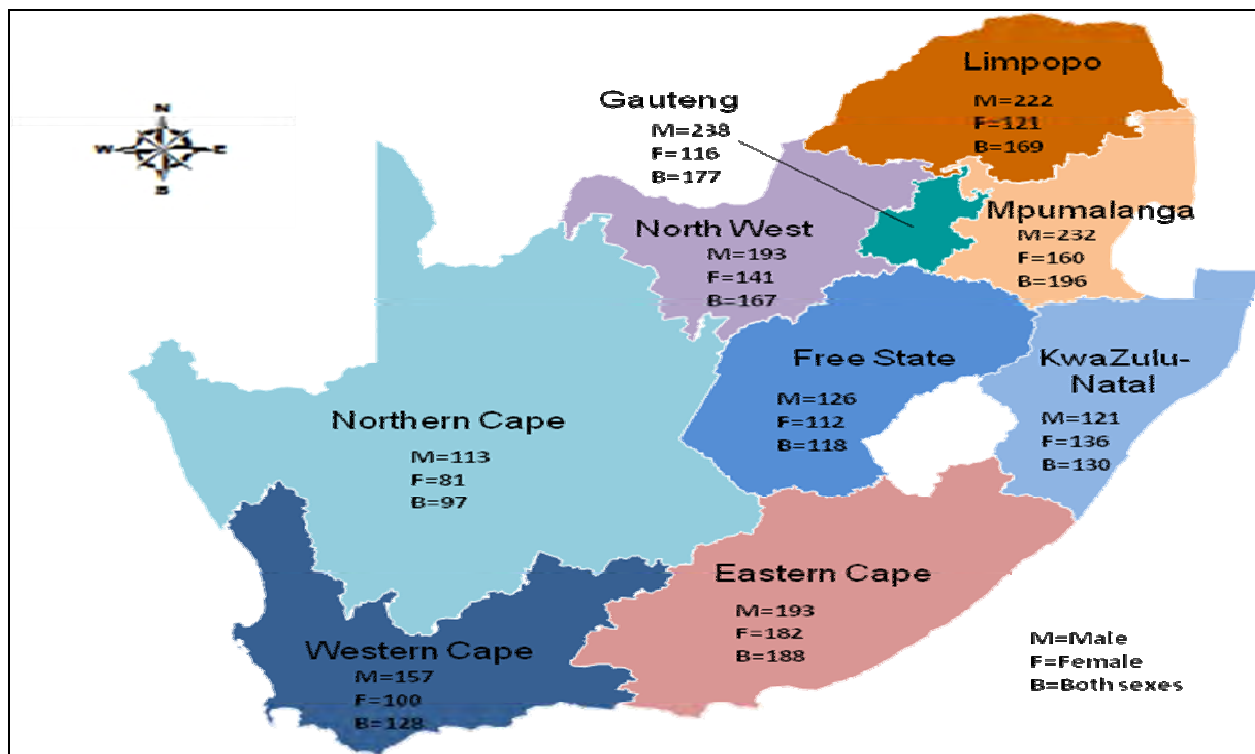 Limpopo
M=222
F=121
B=169
Gauteng
M=238
F=116
B=177
N
W
E
B
Mpumalanga
M=232
F=160
B=196
North West
M=193
F=141
B=167
Free State
M=126
F=112
B=118
KwaZulu-
Natal
M=121
F=136
B=130
Northern Cape
M=113
F=81
B=97
Eastern Cape
M=193
F=182
B=188
Western Cape
M=157
F=100
B=128
M=Male
F=Female
B=Both sexes